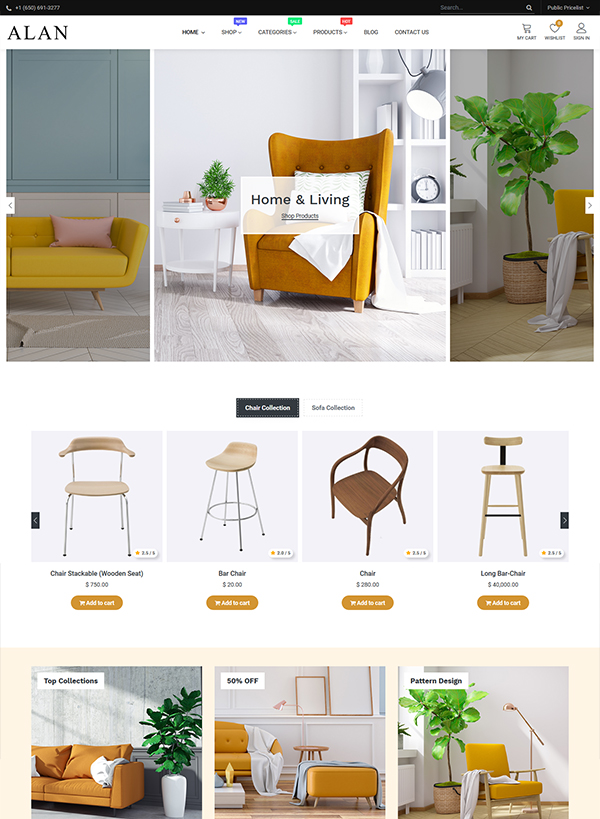 +1 (650) 691-3277
Search...
Public Pricelist
ALAN
NEW
SALE
HOT
HOME
SHOP
CATEGORIES
PRODUCTS
BLOG
CONTACT US
0
MY CART
WISHLIST
SIGN IN
Home & Living
Shop Products
Chair Collection
Sofa Collection
2.5 / 5
2.0 / 5
2.5 / 5
3.5 / 5
Chair Stackable (Wooden Seat)
Bar Chair
Chair
Long Bar-Chair
$ 750.00
$ 20.00
$ 280.00
$ 40,000.00
Add to cart
Add to cart
Add to cart
Add to cart
Top Collections
50% OFF
Pattern Design